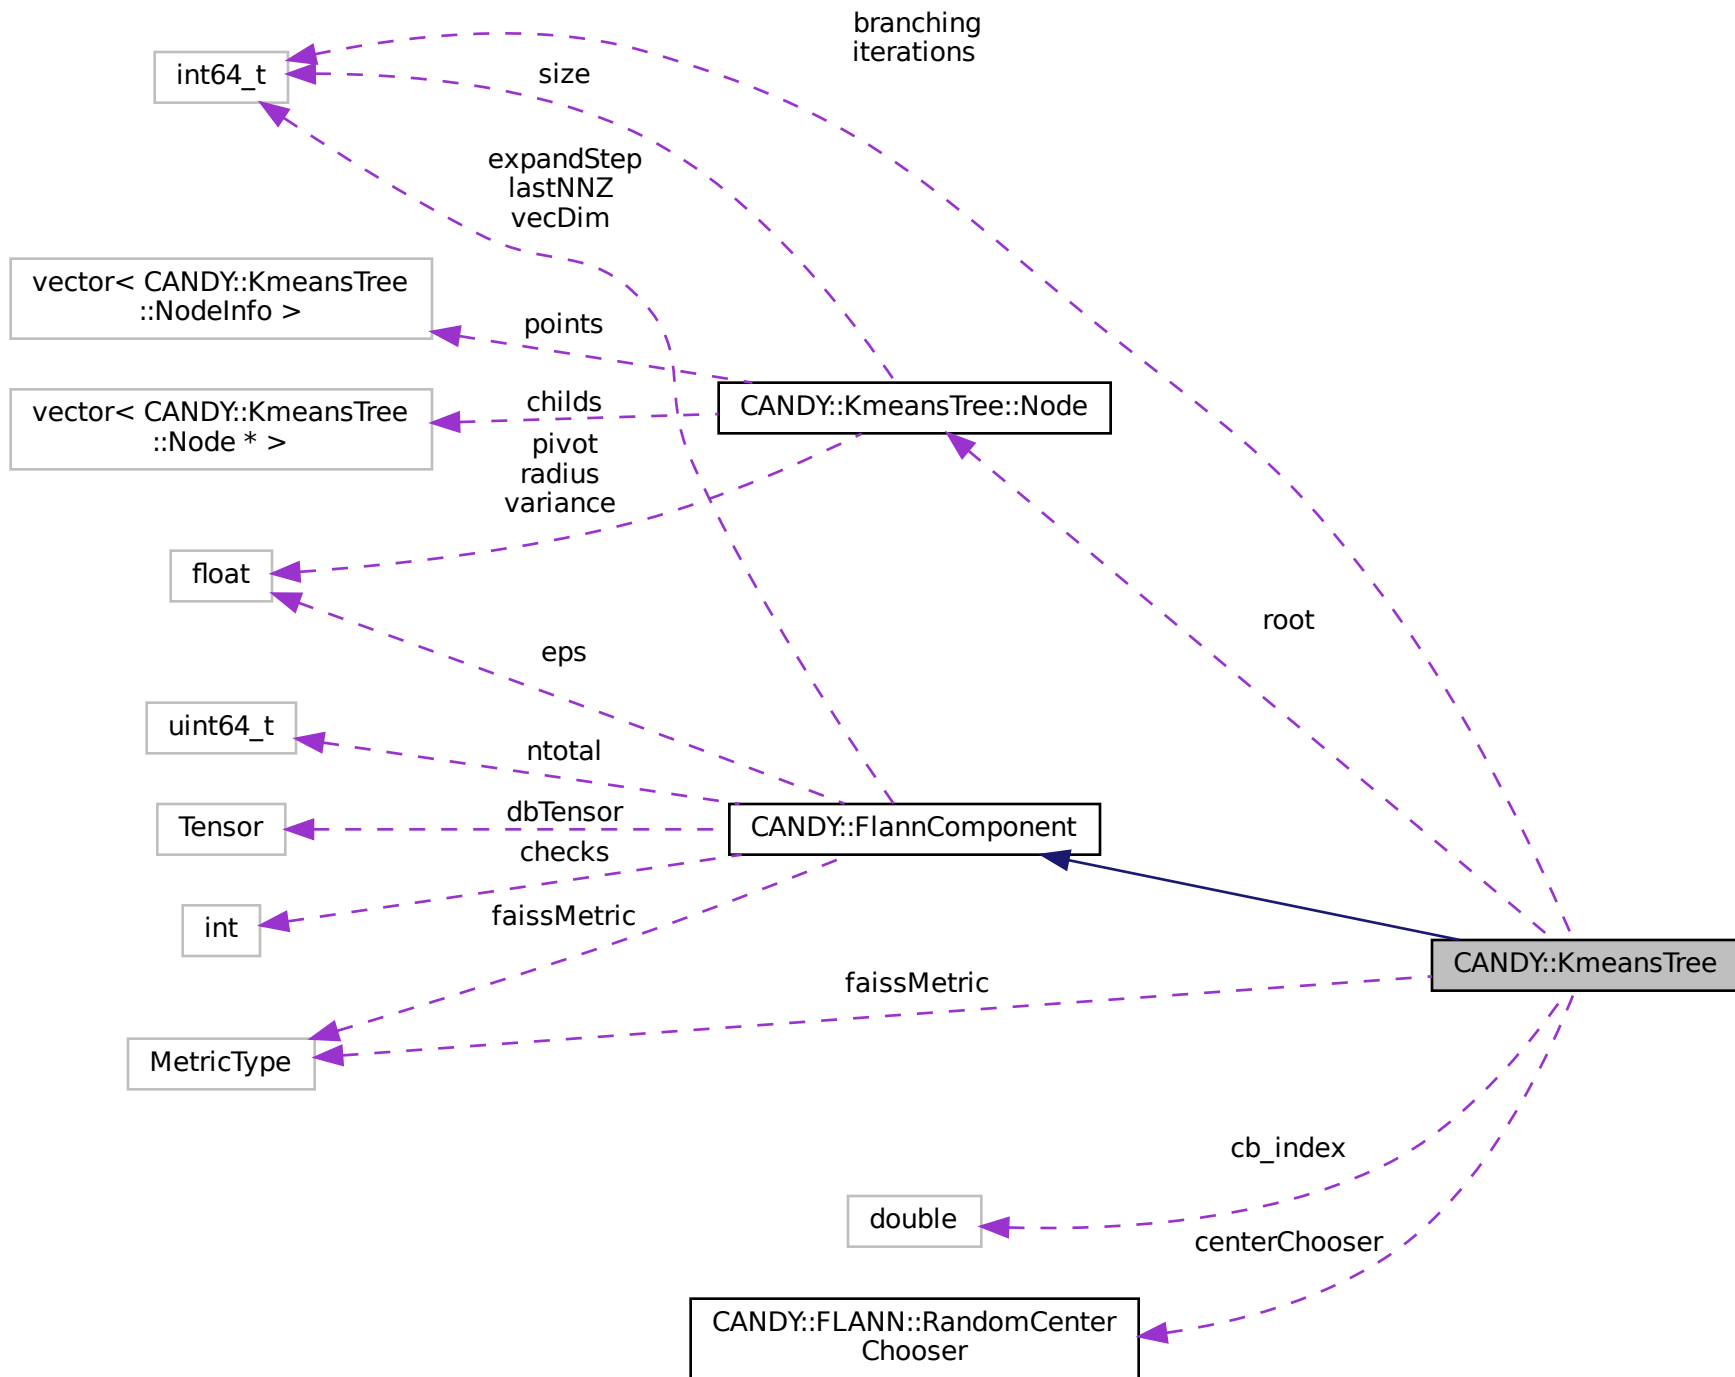 branching
iterations
int64_t
size
expandStep
lastNNZ
vecDim
vector< CANDY::KmeansTree
::NodeInfo >
points
CANDY::KmeansTree::Node
vector< CANDY::KmeansTree
::Node * >
childs
pivot
radius
variance
float
root
eps
uint64_t
ntotal
Tensor
dbTensor
CANDY::FlannComponent
checks
int
faissMetric
CANDY::KmeansTree
faissMetric
MetricType
cb_index
double
centerChooser
CANDY::FLANN::RandomCenter
Chooser